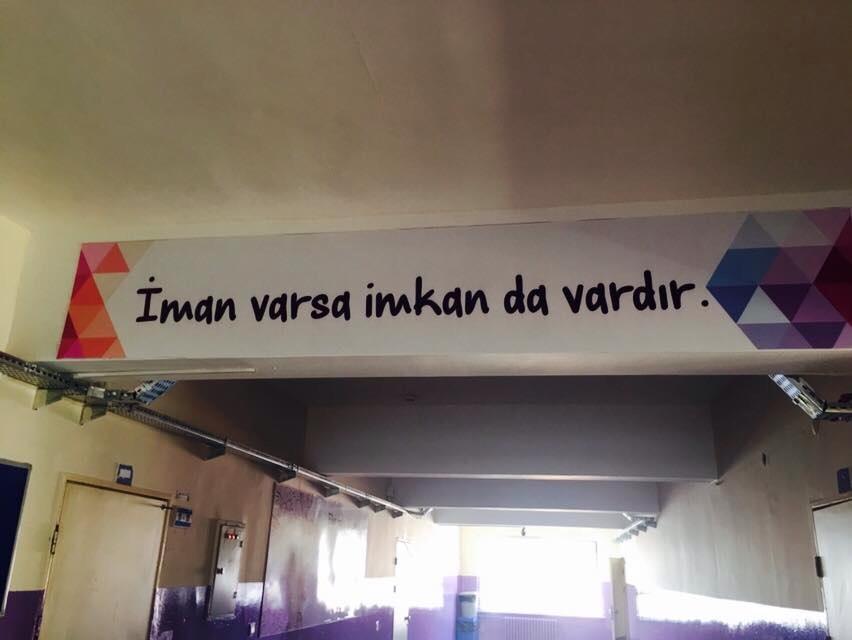 İman varsa imkan da vardır.